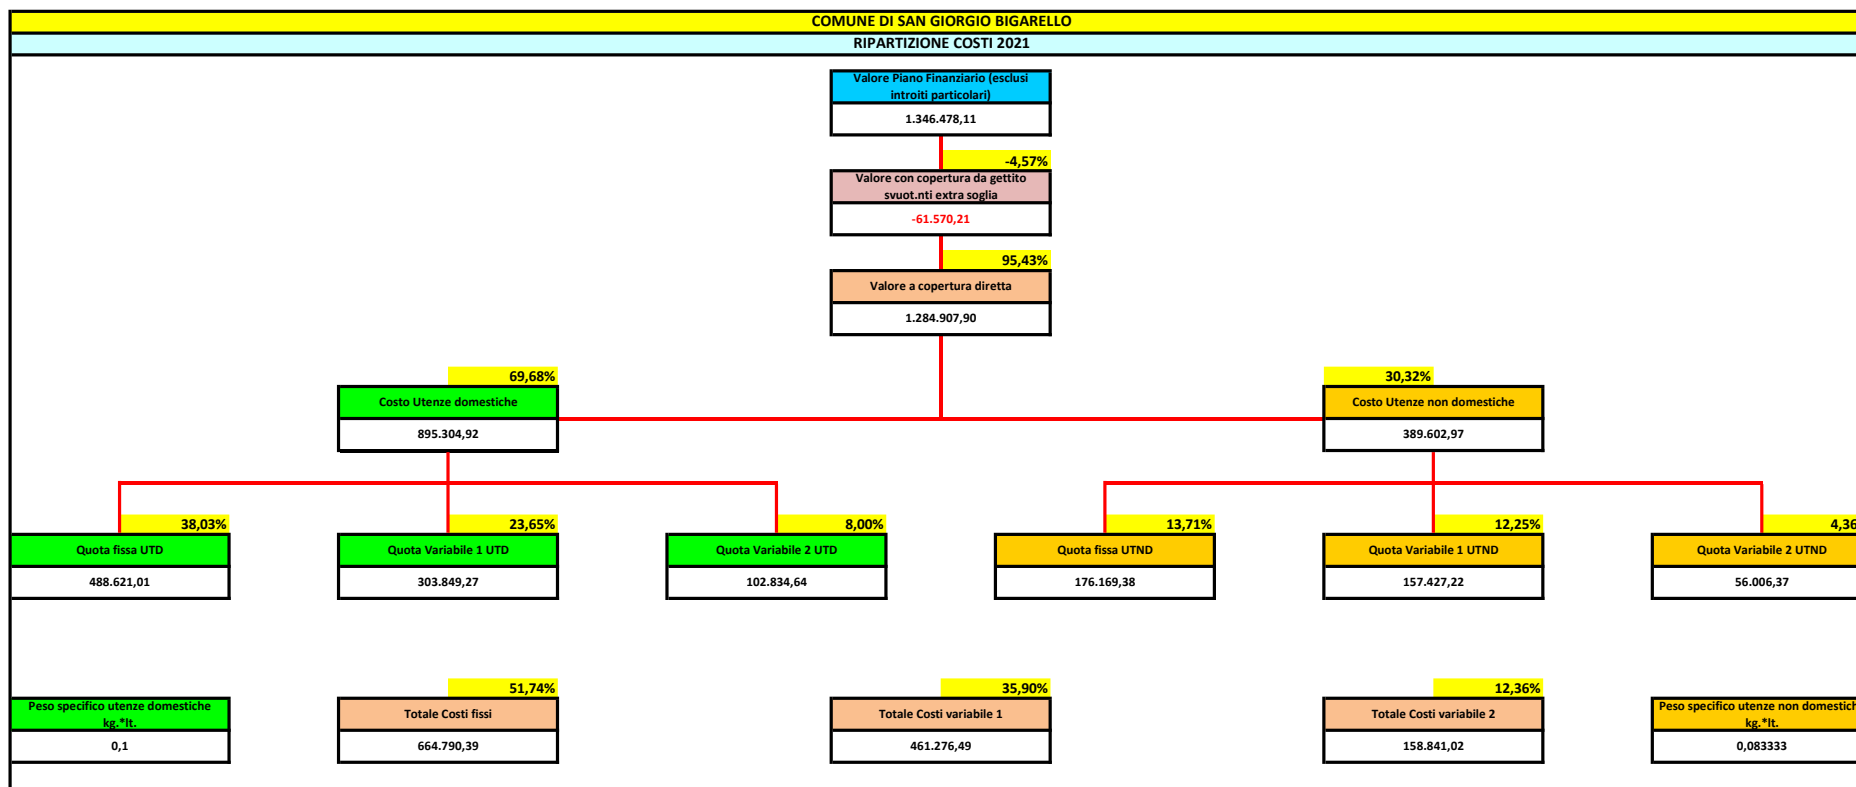 COMUNE DI SAN GIORGIO BIGARELLO
RIPARTIZIONE COSTI 2021
Valore Piano Finanziario (esclusi
introiti particolari)
1.346.478,11
-4,57%
Valore con copertura da gettito
svuot.nti extra soglia
-61.570,21
95,43%
Valore a copertura diretta
1.284.907,90
69,68%
30,32%
Costo Utenze domestiche
Costo Utenze non domestiche
895.304,92
389.602,97
38,03%
23,65%
8,00%
13,71%
12,25%
4,36
Quota fissa UTD
Quota Variabile 1 UTD
Quota Variabile 2 UTD
Quota fissa UTND
Quota Variabile 1 UTND
Quota Variabile 2 UTND
488.621,01
303.849,27
102.834,64
176.169,38
157.427,22
56.006,37
51,74%
35,90%
12,36%
Peso specifico utenze domestiche
kg.*lt.
Totale Costi fissi
Totale Costi variabile 1
Totale Costi variabile 2
Peso specifico utenze non domestich
kg.*lt.
0,1
664.790,39
461.276,49
158.841,02
0,083333